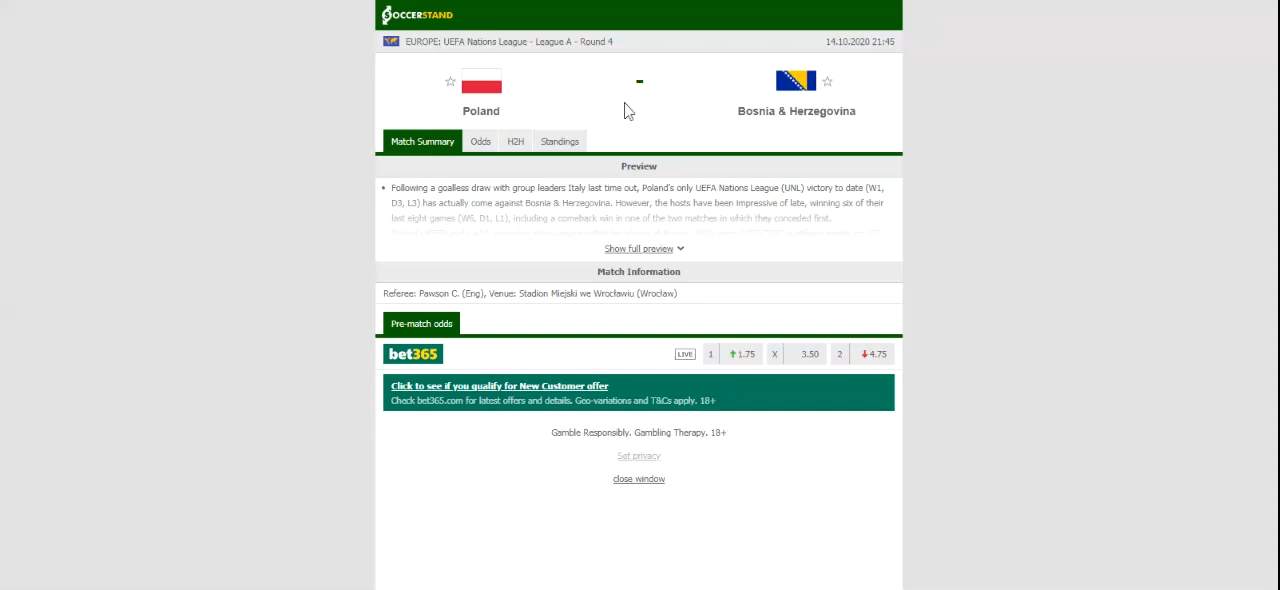 SOCCERSTAND
EUROPE: UEFA Nations League - League A - Round 4 14.10.2020 21:45
-
Poland Bosnia & Herzegovina
Match Summary Odds H2H Standings
Preview
• Following a goalless draw with group leaders Italy last time out, Poland's only UEFA Nations League (UNL) victory to date (W1,
D3, L3) has actually come against Bosnia & Herzegovina. However, the hosts have been impressive of late, winning six of their
last eight games (W6, D1, L1), including a comeback win in one of the two matches in which they conceded first.
Show full preview
Match Information
Referee: Pawson C. (Eng), Venue: Stadion Miejski we Wrocławiu (Wrocław)
Pre-match odds
bet365 LIVE 1 1.75 X 3.50 2 4.75
Click to see if you qualify for New Customer offer
Check bet365.com for latest offers and details. Geo-variations and T&Cs apply. 18+
Gamble Responsibly. Gambling Therapy. 18+
Set privacy
close window